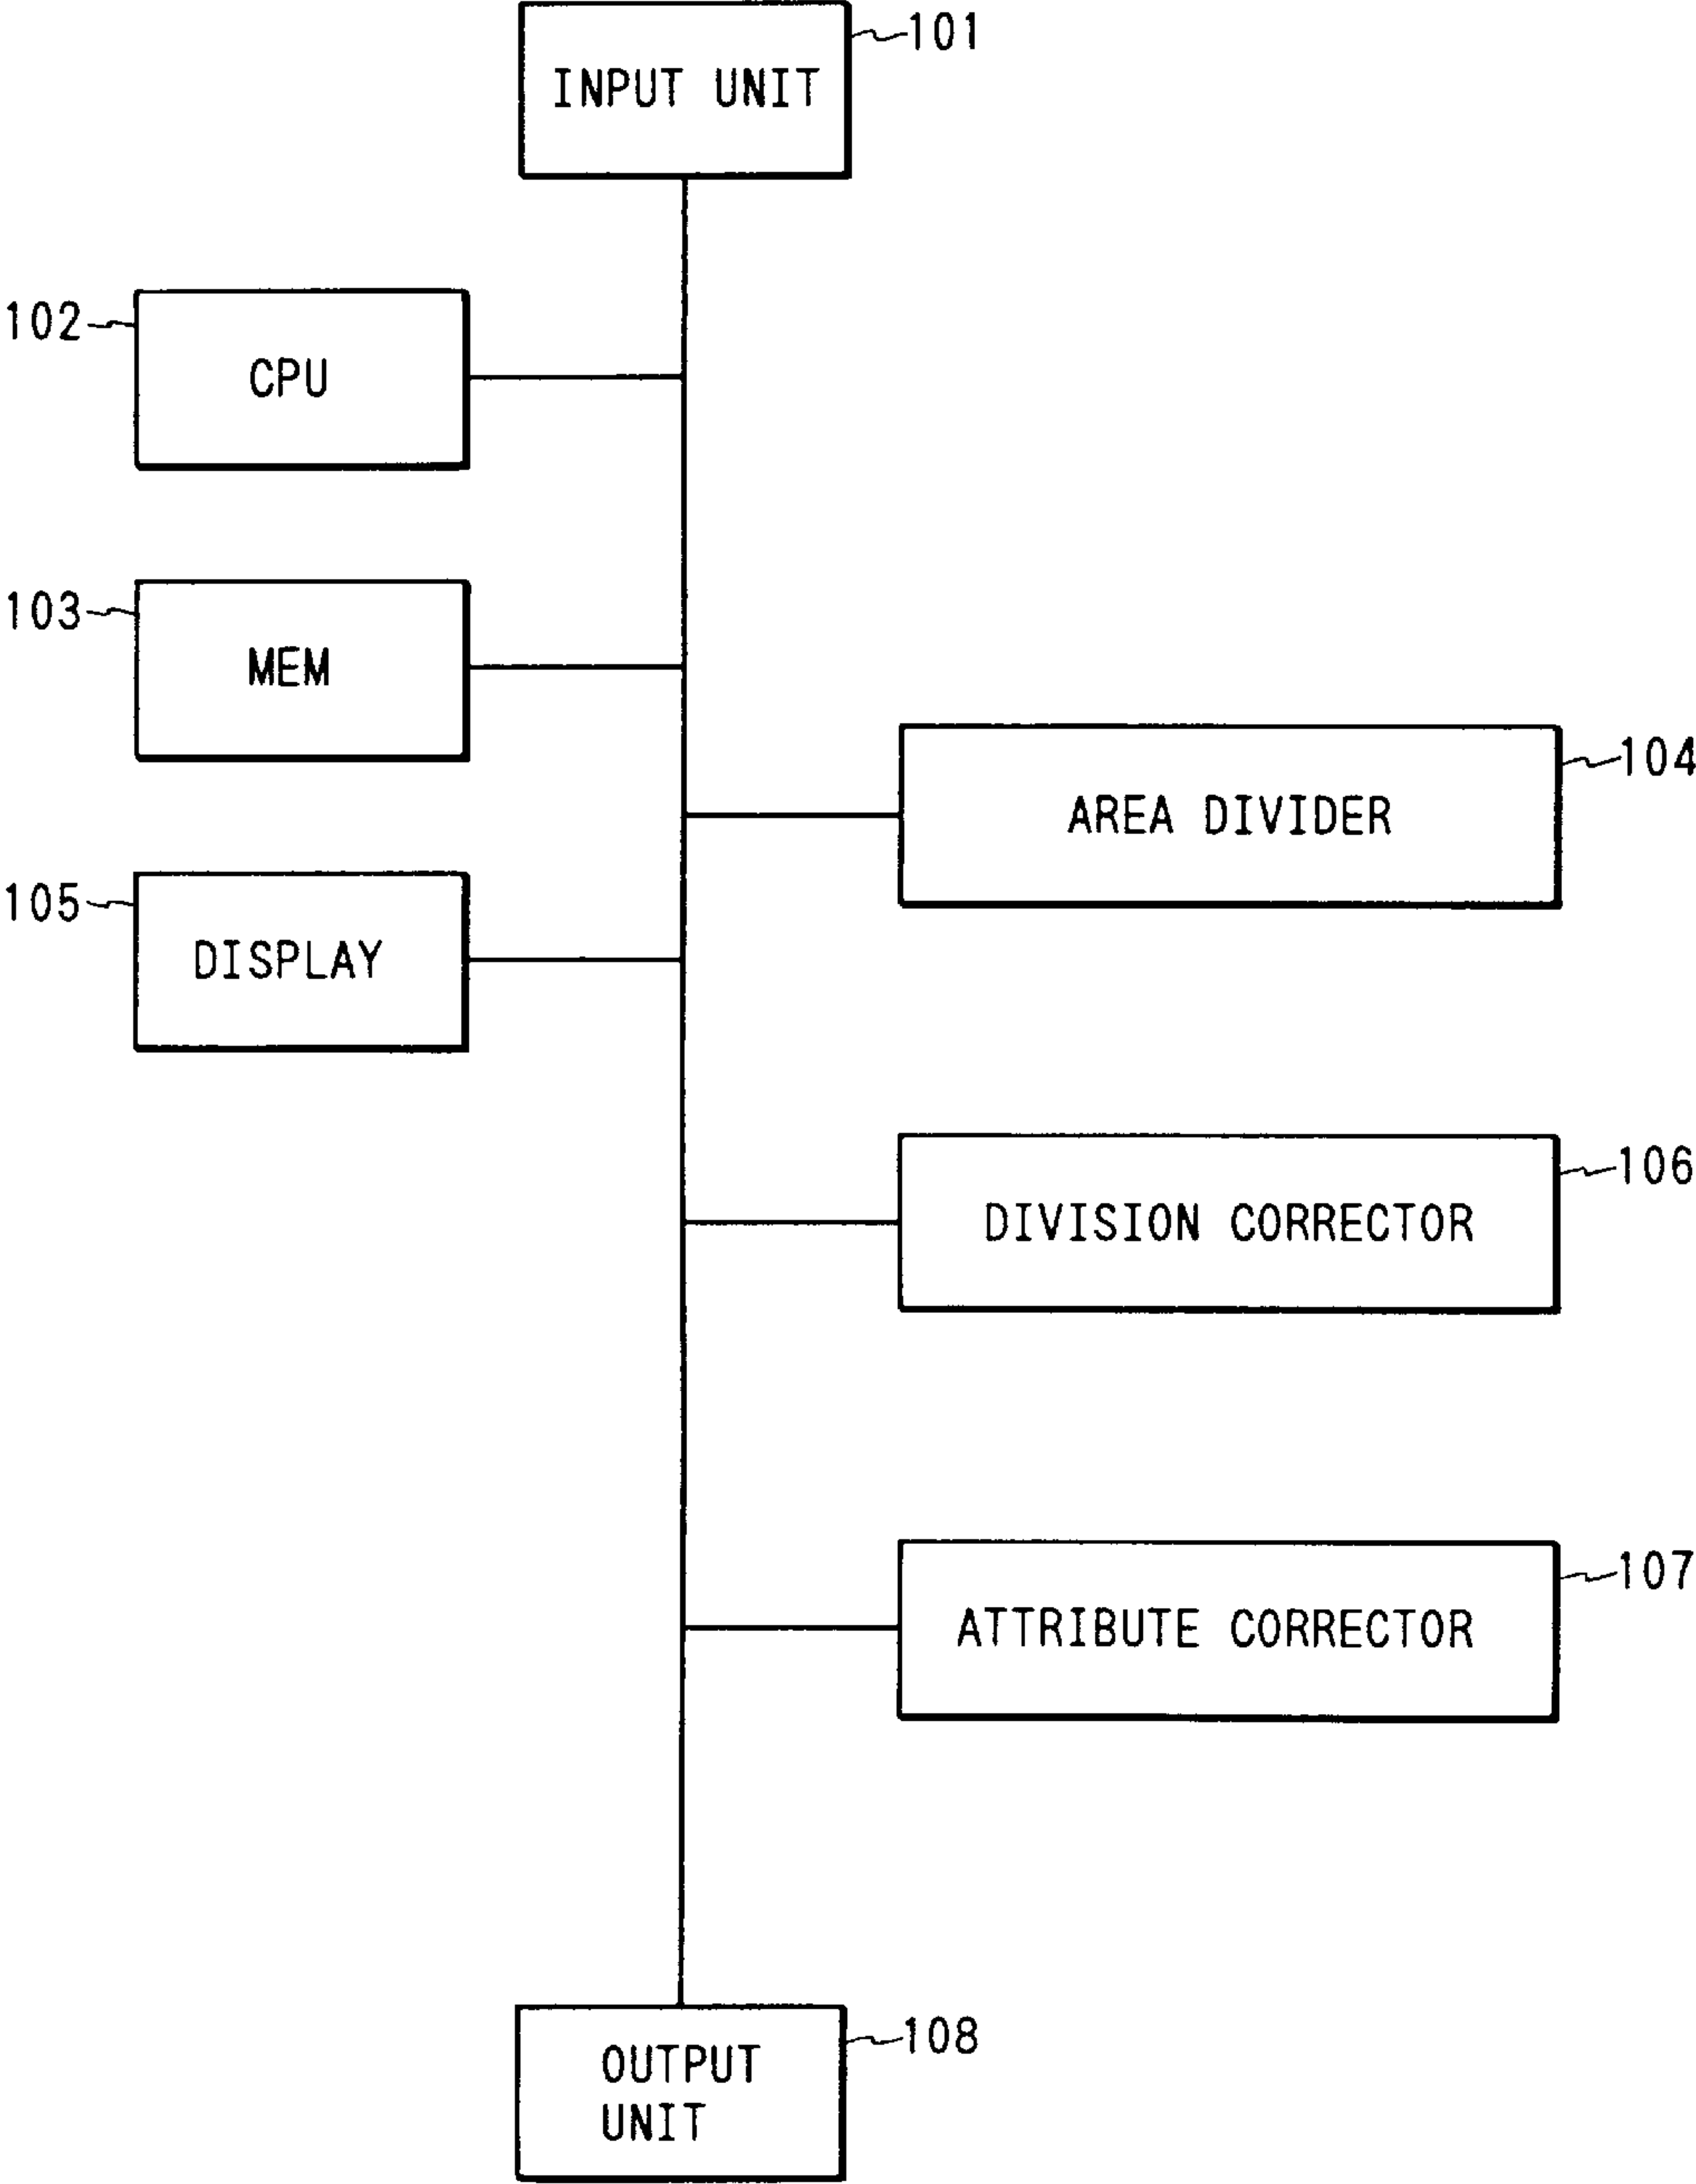 101
INPUT UNIT
102
CPU
103
MEM
104
AREA DIVIDER
105
DISPLAY
106
DIVISION CORRECTOR
107
ATTRIBUTE CORRECTOR
108
OUTPUT
UNIT